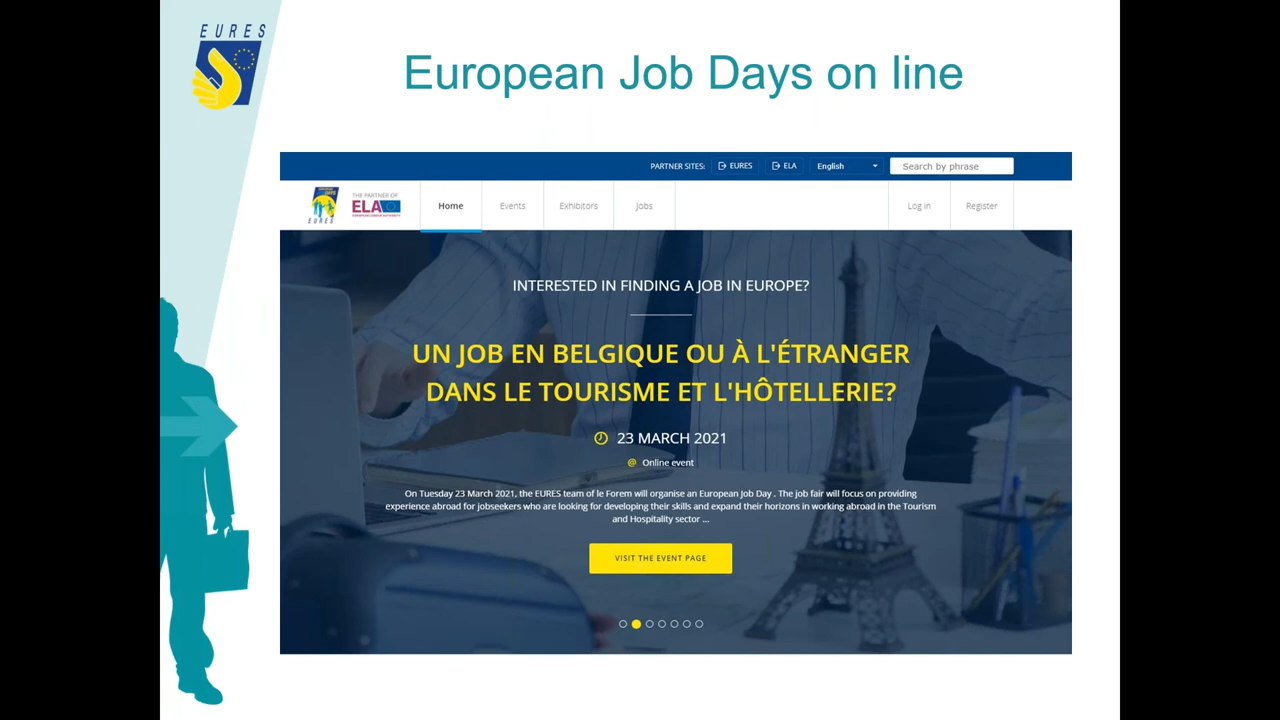 EURES
European Job Days on line
PARTNER SITES: EURES ELA English Search by phrase
THE PARTNER OF
ELA
EURES
Home Events Exhibitors Jobs Log in Register
INTERESTED IN FINDING A JOB IN EUROPE?
UN JOB EN BELGIQUE OU À L'ÉTRANGER
DANS LE TOURISME ET L'HÔTELLERIE?
23 MARCH 2021
@ Online event
On Tuesday 23 March 2021, the EURES team of le Forem will organise an European Job Day . The job fair will focus on providing
experience abroad for jobseekers who are looking for developing their skills and expand their horizons in working abroad in the Tourism
and Hospitality sector ...
VISIT THE EVENT PAGE